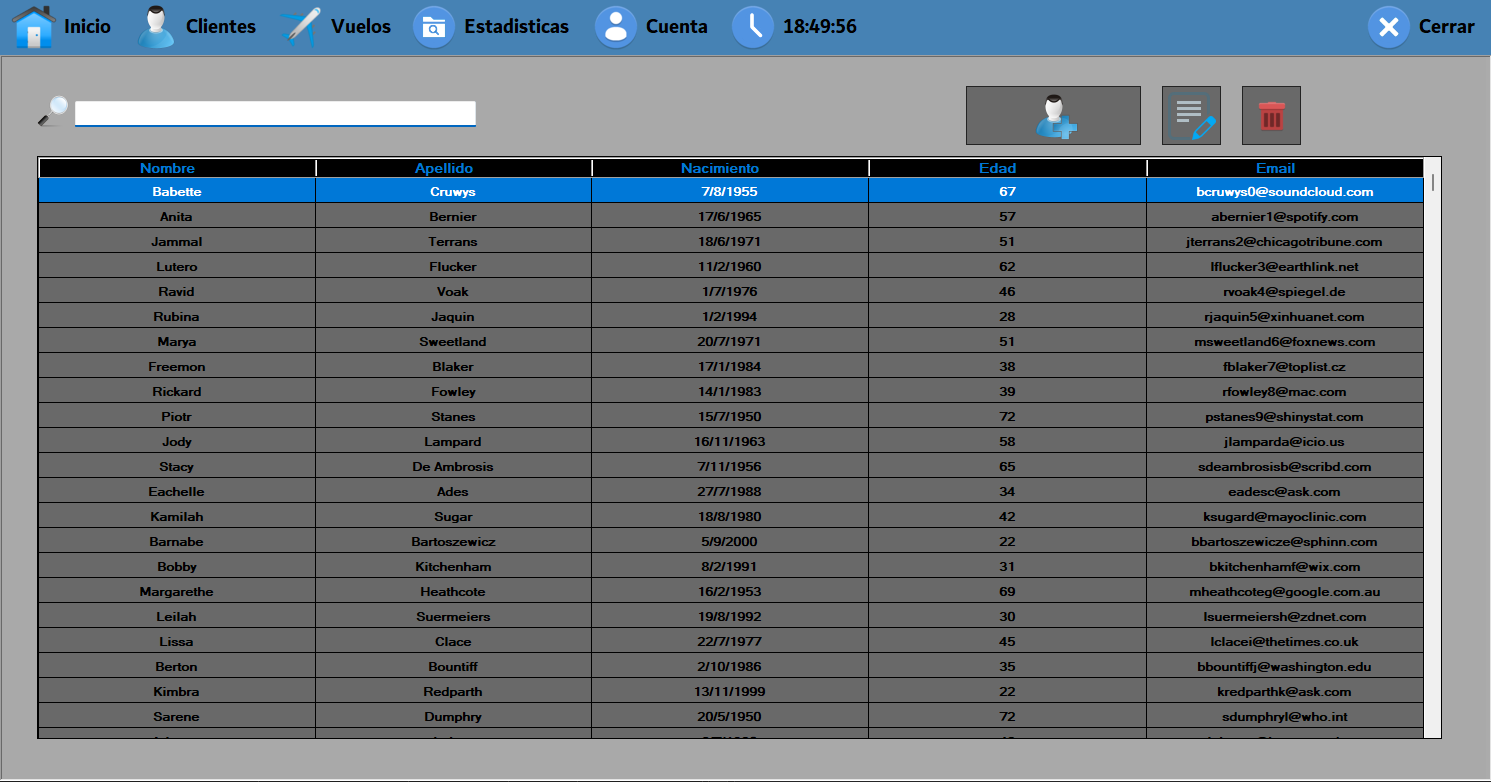 Inicio Clientes Vuelos Estadisticas Cuenta 18:49:56 Cerrar
Nombre Apellido Nacimiento Edad Email
Babette Cruwys 7/8/1955 67 bcruwys0@soundcloud.com
Anita Bernier 17/6/1965 57 abernier1@spotify.com
Jammal Terrans 18/6/1971 51 jterrans2@chicagotribune.com
Lutero Flucker 11/2/1960 62 lflucker3@earthlink.net
Ravid Voak 1/7/1976 46 rvoak4@spiegel.de
Rubina Jaquin 1/2/1994 28 rjaquin5@xinhuanet.com
Marya Sweetland 20/7/1971 51 msweetland6@foxnews.com
Freemon Blaker 17/1/1984 38 fblaker7@toplist.cz
Rickard Fowley 14/1/1983 39 rfowley8@mac.com
Piotr Stanes 15/7/1950 72 pstanes9@shinystat.com
Jody Lampard 16/11/1963 58 jlamparda@icio.us
Stacy De Ambrosis 7/11/1956 65 sdeambrosisb@scribd.com
Eachelle Ades 27/7/1988 34 eadesc@ask.com
Kamilah Sugar 18/8/1980 42 ksugard@mayoclinic.com
Barnabe Bartoszewicz 5/9/2000 22 bbartoszewicze@sphinn.com
Bobby Kitchenham 8/2/1991 31 bkitchenhamf@wix.com
Margarethe Heathcote 16/2/1953 69 mheathcoteg@google.com.au
Leilah Suermeiers 19/8/1992 30 lsuermeiersh@zdnet.com
Lissa Clace 22/7/1977 45 lclacei@thetimes.co.uk
Berton Bountiff 2/10/1986 35 bbountiffj@washington.edu
Kimbra Redparth 13/11/1999 22 kredparthk@ask.com
Sarene Dumphry 20/5/1950 72 sdumphryl@who.int